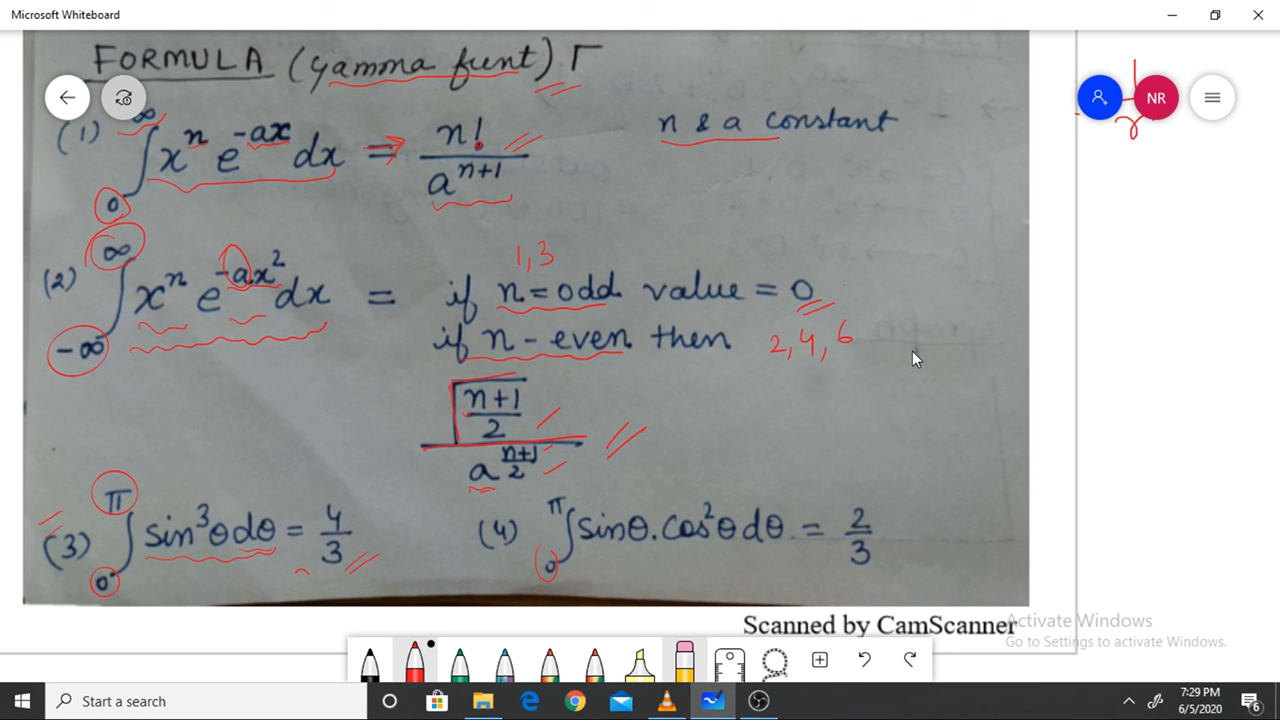 Microsoft Whiteboard
FORMULA (gamma funt) Γ
NR
(1) ∫₀^∞ xⁿ e^(-ax) dx = n!/a^(n+1)    n & a constant
1,3
(2) ∫_(-∞)^∞ xⁿ e^(-ax²) dx = if n=odd value = 0
if n - even then 2, 4, 6
Γ((n+1)/2) / a^((n+1)/2)
(3) ∫₀^π sin³θ dθ = 4/3    (4) ∫₀^π sinθ.cos²θ dθ = 2/3
Scanned by CamScanner
Activate Windows
Go to Settings to activate Windows.
Start a search
7:29 PM
6/5/2020
6